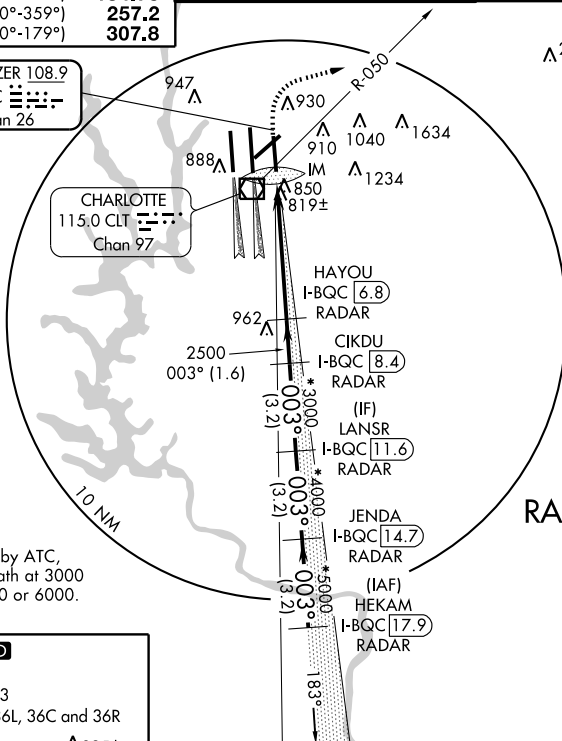 0°-359°) 257.2
0°-179°) 307.8
ZER 108.9
an 26
947
930
R-050
910
1040
1634
888
IM
1234
850
819±
CHARLOTTE
115.0 CLT
Chan 97
HAYOU
I-BQC 6.8
RADAR
962
2500
003° (1.6)
CIKDU
I-BQC 8.4
RADAR
*3000
003°
(3.2)
(IF)
LANSR
I-BQC 11.6
RADAR
*4000
003°
(3.2)
10 NM
JENDA
I-BQC 14.7
RADAR
*5000
003°
(3.2)
(IAF)
HEKAM
I-BQC 17.9
RADAR
RA
by ATC,
ath at 3000
0 or 6000.
183°
D
3
6L, 36C and 36R